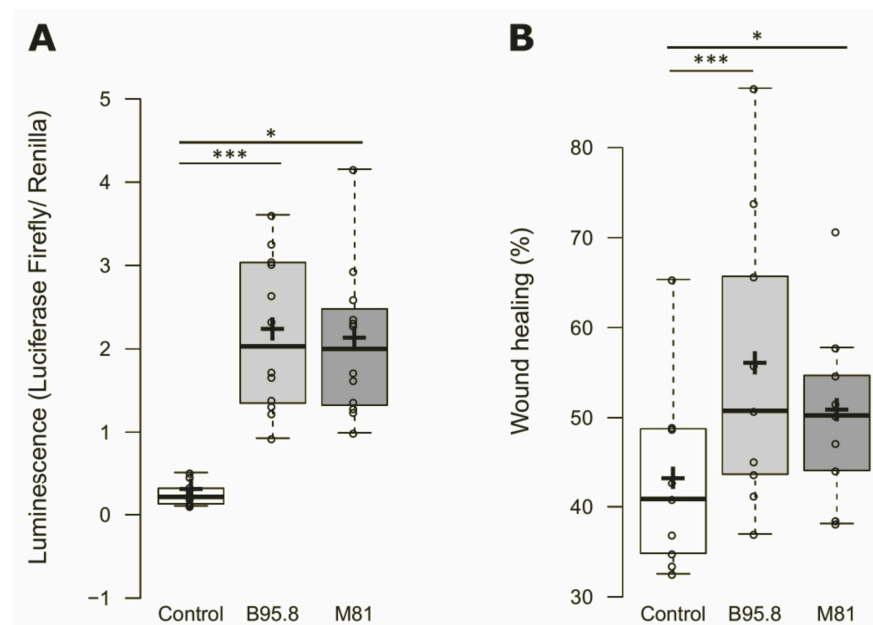 A
Luminescence (Luciferase Firefly/ Renilla)
5
4
3
2
1
0
−1
*
***
Control B95.8 M81
B
Wound healing (%)
80
70
60
50
40
30
*
***
Control B95.8 M81